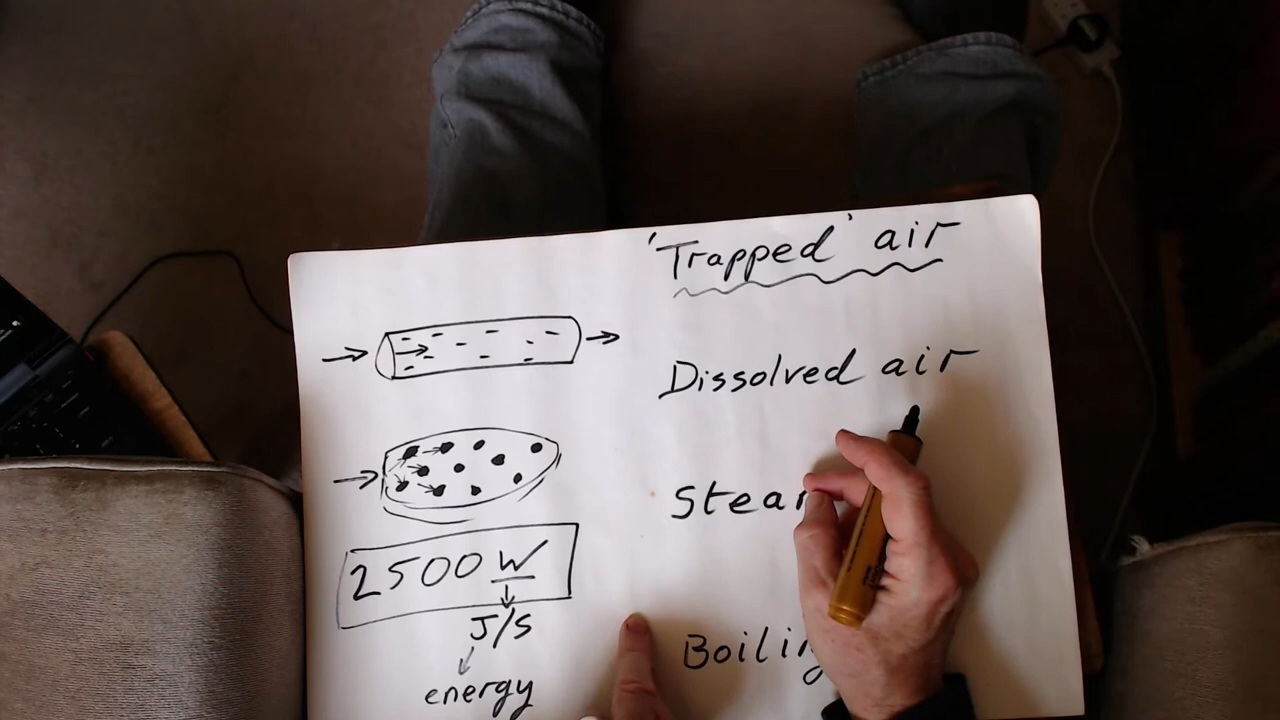 'Trapped' air
Dissolved air
2500 W
J/s
energy